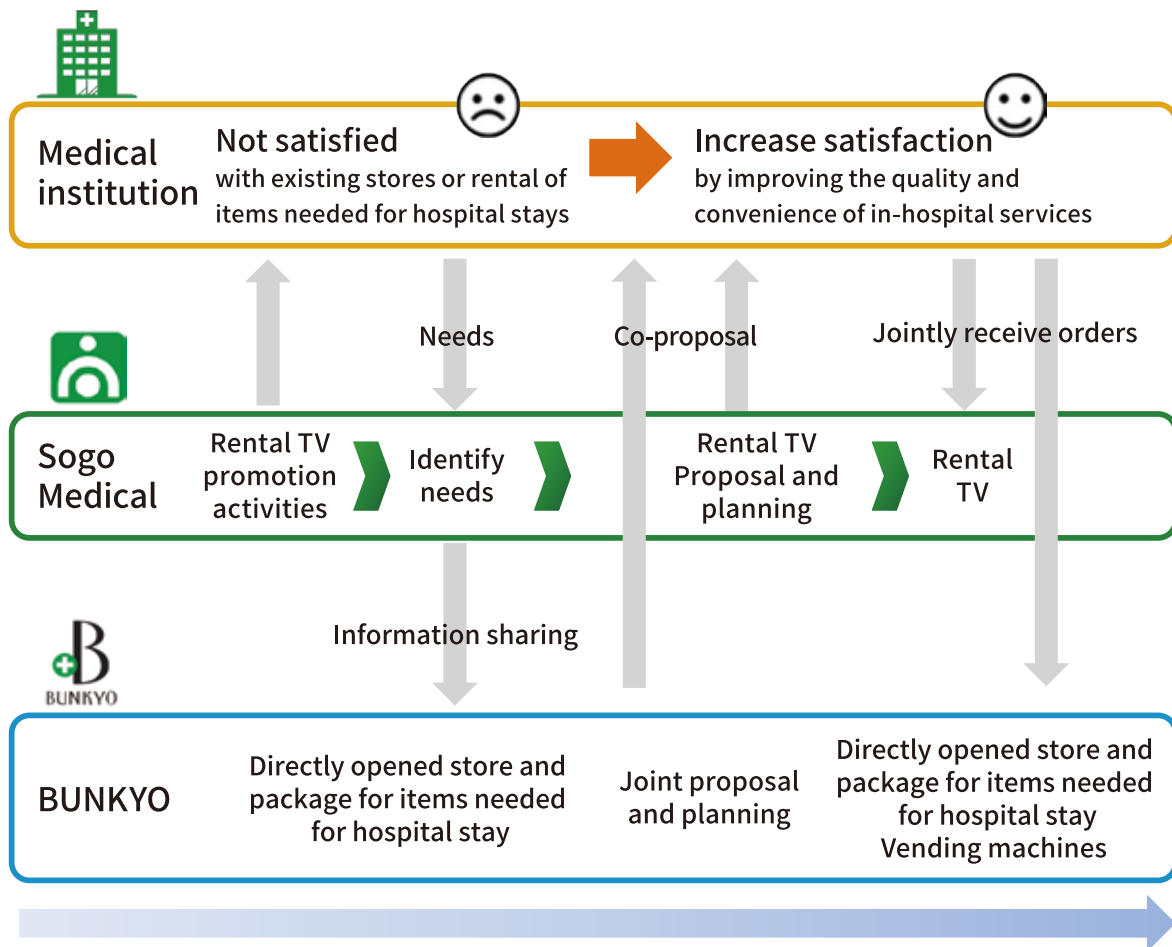 Medical
institution
Not satisfied
with existing stores or rental of
items needed for hospital stays
Increase satisfaction
by improving the quality and
convenience of in-hospital services
Needs
Co-proposal
Jointly receive orders
Sogo
Medical
Rental TV
promotion
activities
Identify
needs
Rental TV
Proposal and
planning
Rental
TV
Information sharing
B
BUNKYO
BUNKYO
Directly opened store and
package for items needed
for hospital stay
Joint proposal
and planning
Directly opened store and
package for items needed
for hospital stay
Vending machines